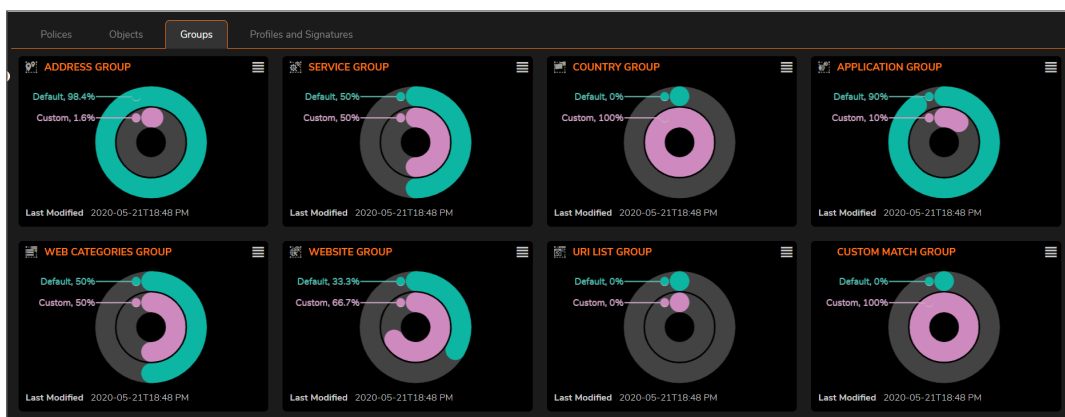 Polices Objects Groups Profiles and Signatures
ADDRESS GROUP
Default, 98.4%
Custom, 1.6%
Last Modified 2020-05-21T18:48 PM
SERVICE GROUP
Default, 50%
Custom, 50%
Last Modified 2020-05-21T18:48 PM
COUNTRY GROUP
Default, 0%
Custom, 100%
Last Modified 2020-05-21T18:48 PM
APPLICATION GROUP
Default, 90%
Custom, 10%
Last Modified 2020-05-21T18:48 PM
WEB CATEGORIES GROUP
Default, 50%
Custom, 50%
Last Modified 2020-05-21T18:48 PM
WEBSITE GROUP
Default, 33.3%
Custom, 66.7%
Last Modified 2020-05-21T18:48 PM
URI LIST GROUP
Default, 0%
Custom, 0%
Last Modified 2020-05-21T18:48 PM
CUSTOM MATCH GROUP
Default, 0%
Custom, 100%
Last Modified 2020-05-21T18:48 PM